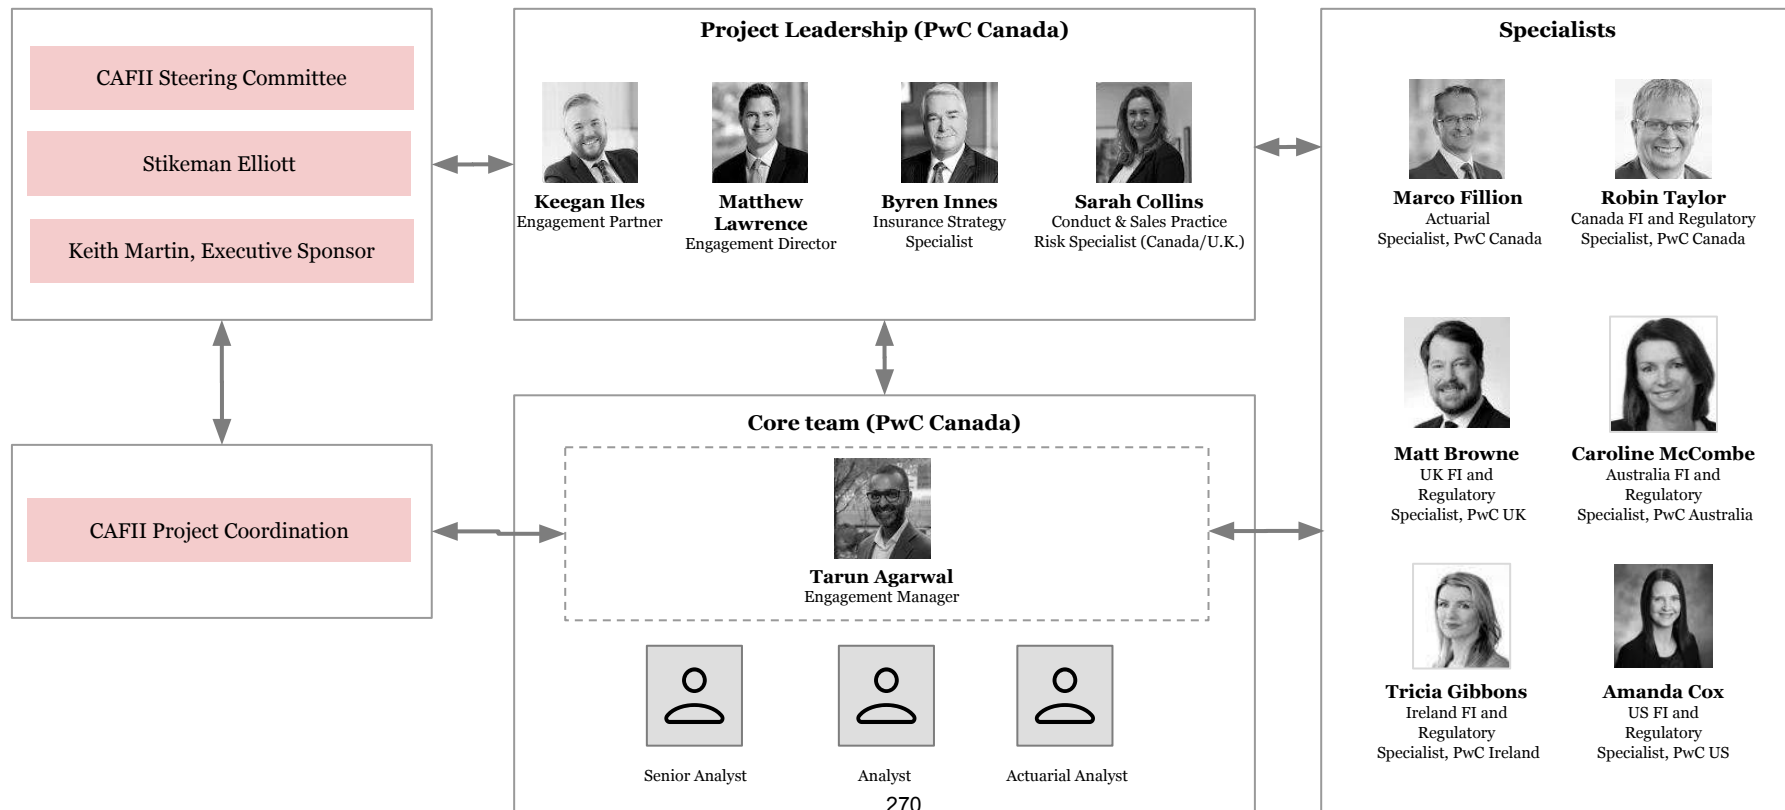 CAFII Steering Committee
Stikeman Elliott
Keith Martin, Executive Sponsor
CAFII Project Coordination
Project Leadership (PwC Canada)
Keegan Iles
Engagement Partner
Matthew
Lawrence
Engagement Director
Byren Innes
Insurance Strategy
Specialist
Sarah Collins
Conduct & Sales Practice
Risk Specialist (Canada/U.K.)
Core team (PwC Canada)
Tarun Agarwal
Engagement Manager
Senior Analyst
Analyst
Actuarial Analyst
270
Specialists
Marco Fillion
Actuarial
Specialist, PwC Canada
Robin Taylor
Canada FI and Regulatory
Specialist, PwC Canada
Matt Browne
UK FI and
Regulatory
Specialist, PwC UK
Caroline McCombe
Australia FI and
Regulatory
Specialist, PwC Australia
Tricia Gibbons
Ireland FI and
Regulatory
Specialist, PwC Ireland
Amanda Cox
US FI and
Regulatory
Specialist, PwC US